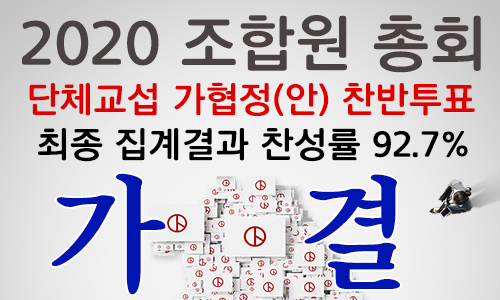 2020 조합원 총회
단체교섭 가협정(안) 찬반투표
최종 집계결과 찬성률 92.7%
가결